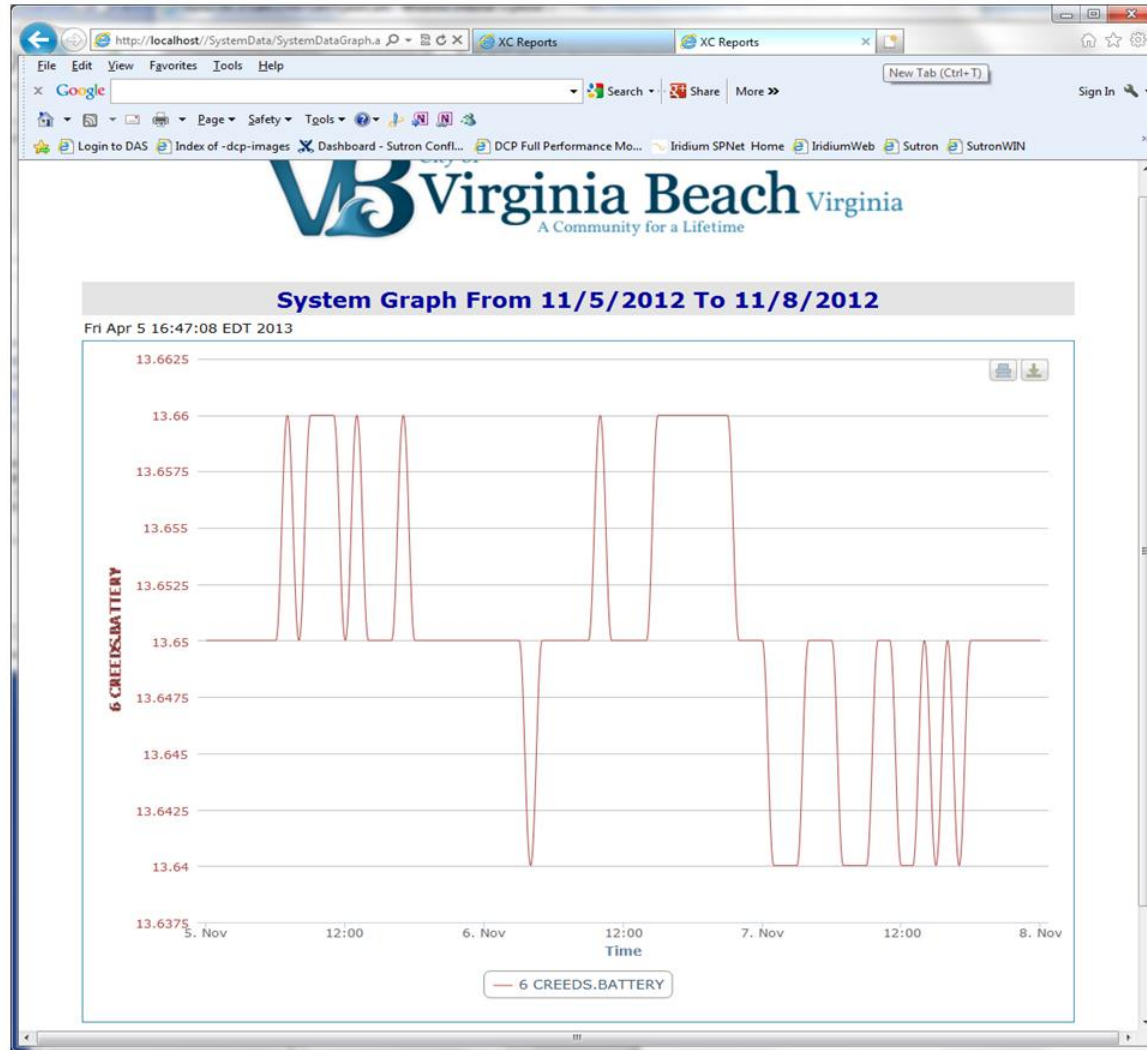 http://localhost//SystemData/SystemDataGraph.a
XC Reports
XC Reports
File Edit View Favorites Tools Help
New Tab (Ctrl+T)
x Google
Search
Share
More »
Sign In
Page Safety Tools
Login to DAS
Index of -dcp-images
Dashboard - Sutron Confl...
DCP Full Performance Mo...
Iridium SPNet Home
IridiumWeb
Sutron
SutronWIN
City of
VB
Virginia Beach Virginia
A Community for a Lifetime
System Graph From 11/5/2012 To 11/8/2012
Fri Apr 5 16:47:08 EDT 2013
13.6625
13.66
13.6575
13.655
13.6525
13.65
13.6475
13.645
13.6425
13.64
13.6375
6 CREEDS.BATTERY
5. Nov 12:00 6. Nov 12:00 7. Nov 12:00 8. Nov
Time
6 CREEDS.BATTERY